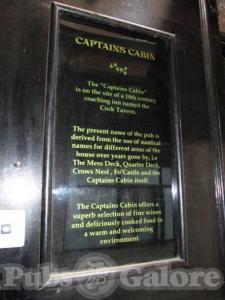 CAPTAINS CABIN
The "Captains Cabin"
is on the site of a 18th century
coaching inn named the
Cock Tavern.
The present name of the pub is
derived from the use of nautical
names for different areas of the
house over years gone by, i.e
The Mess Deck, Quarter Deck,
Crows Nest, Fo'Castle and the
Captains Cabin itself.
The Captains Cabin offers a
superb selection of fine wines
and deliciously cooked food in
a warm and welcoming
environment.
Pub Galore